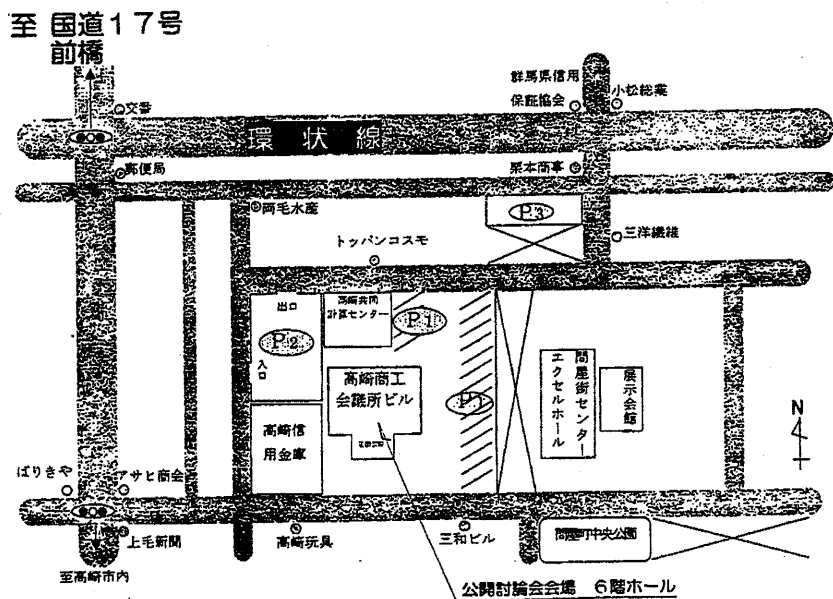 至 国道17号
前橋
交番
群馬県信用
保証協会
小松総業
環状線
郵便局
栗本商事
両毛水産
P.3
三洋繊維
トッパンコスモ
出口
高崎共同
計算センター
P.1
P.2
入口
高崎商工
会議所ビル
P.1
問屋街センター
エクセルホール
展示会館
高崎信
用金庫
N
ばりきや
アサヒ商会
上毛新聞
高崎玩具
三和ビル
問屋町中央公園
至高崎市内
公開討論会会場 6階ホール